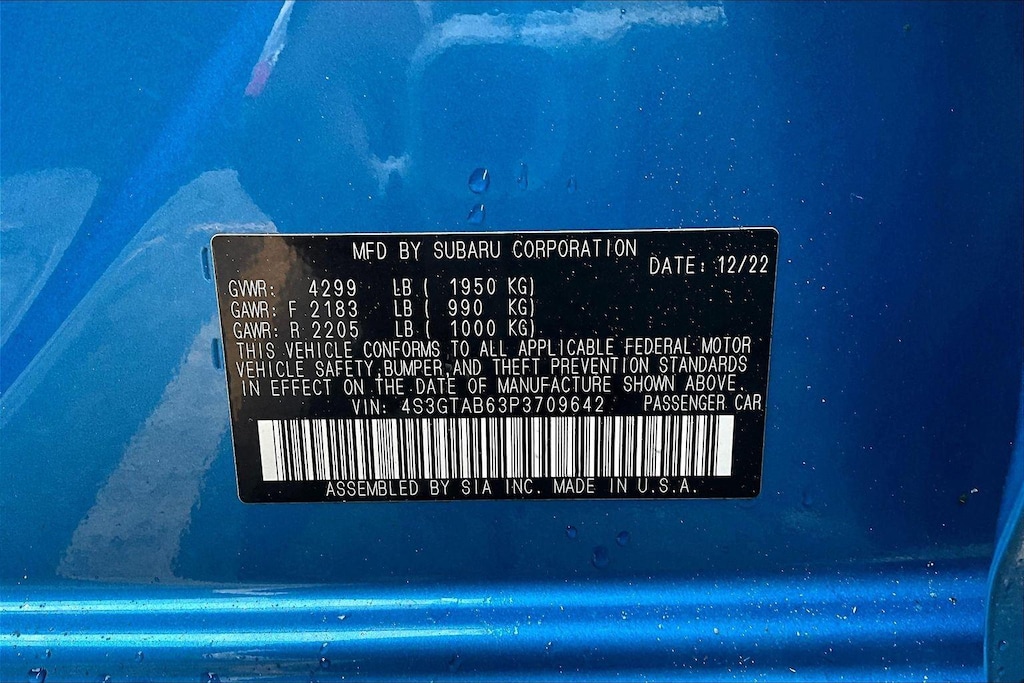 MFD BY SUBARU CORPORATION
DATE: 12/22
GVWR: 4299 LB ( 1950 KG)
GAWR: F 2183 LB ( 990 KG)
GAWR: R 2205 LB ( 1000 KG)
THIS VEHICLE CONFORMS TO ALL APPLICABLE FEDERAL MOTOR
VEHICLE SAFETY,BUMPER,AND THEFT PREVENTION STANDARDS
IN EFFECT ON THE DATE OF MANUFACTURE SHOWN ABOVE.
VIN: 4S3GTAB63P3709642 PASSENGER CAR
ASSEMBLED BY SIA INC. MADE IN U.S.A.